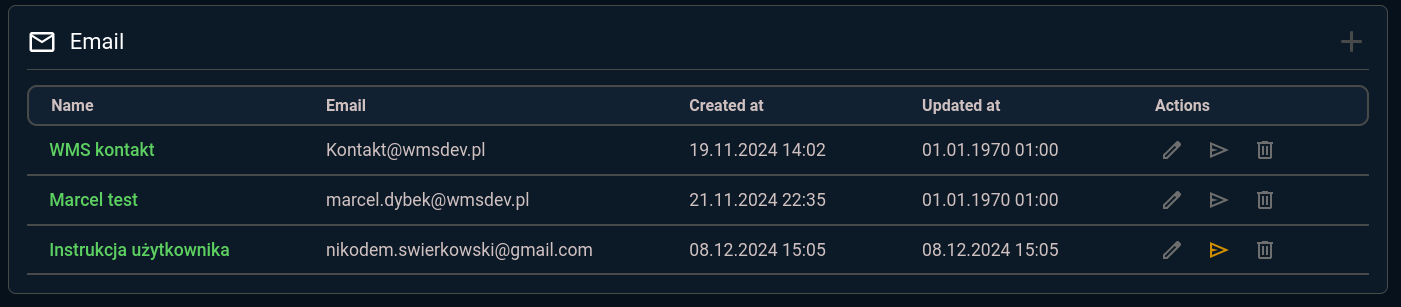 Email
Name Email Created at Updated at Actions
WMS kontakt Kontakt@wmsdev.pl 19.11.2024 14:02 01.01.1970 01:00
Marcel test marcel.dybek@wmsdev.pl 21.11.2024 22:35 01.01.1970 01:00
Instrukcja użytkownika nikodem.swierkowski@gmail.com 08.12.2024 15:05 08.12.2024 15:05